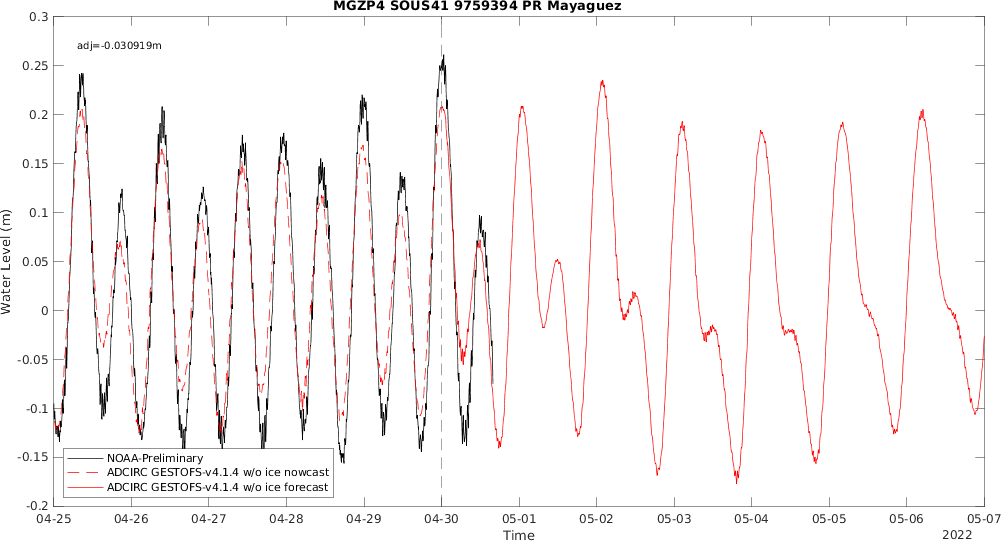 MGZP4 SOUS41 9759394 PR Mayaguez
0.3
adj=-0.030919m
0.25
0.2
0.15
0.1
0.05
0
-0.05
-0.1
-0.15
-0.2
Water Level (m)
NOAA-Preliminary
ADCIRC GESTOFS-v4.1.4 w/o ice nowcast
ADCIRC GESTOFS-v4.1.4 w/o ice forecast
04-25 04-26 04-27 04-28 04-29 04-30 05-01 05-02 05-03 05-04 05-05 05-06 05-07
Time
2022